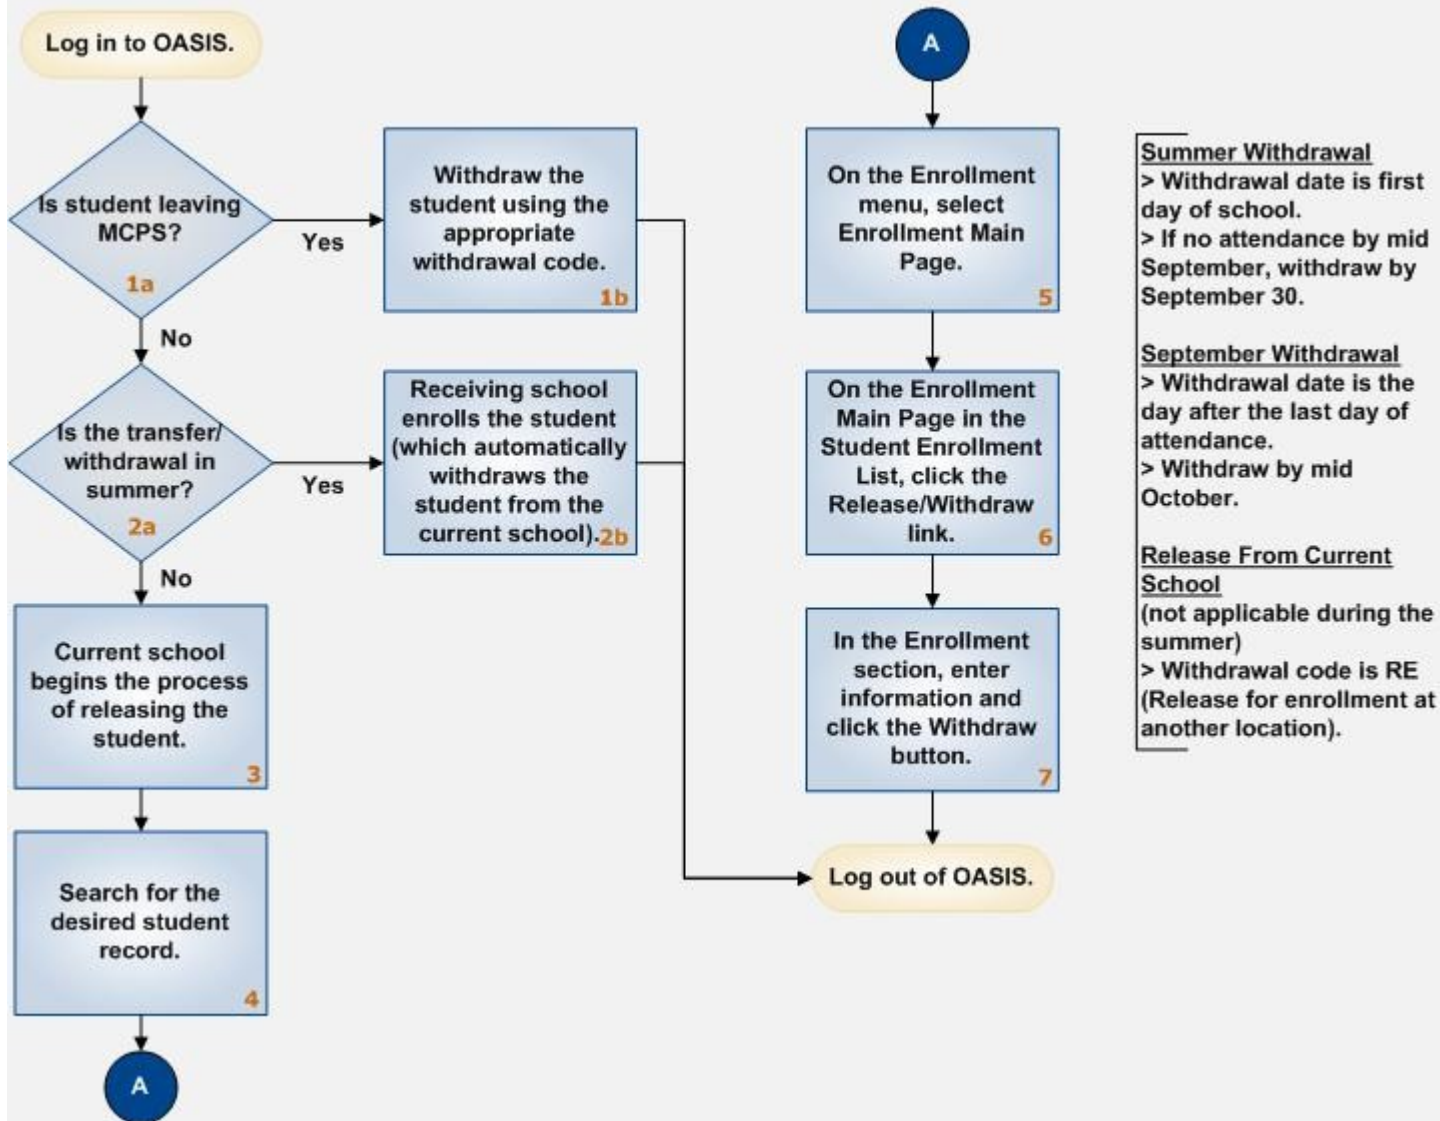 Log in to OASIS.
Is student leaving
MCPS?
1a
Yes
Withdraw the
student using the
appropriate
withdrawal code.
1b
No
Is the transfer/
withdrawal in
summer?
2a
Yes
Receiving school
enrolls the student
(which automatically
withdraws the
student from the
current school).
2b
No
Current school
begins the process
of releasing the
student.
3
Search for the
desired student
record.
4
A
A
On the Enrollment
menu, select
Enrollment Main
Page.
5
On the Enrollment
Main Page in the
Student Enrollment
List, click the
Release/Withdraw
link.
6
In the Enrollment
section, enter
information and
click the Withdraw
button.
7
Log out of OASIS.
Summer Withdrawal
> Withdrawal date is first
day of school.
> If no attendance by mid
September, withdraw by
September 30.
September Withdrawal
> Withdrawal date is the
day after the last day of
attendance.
> Withdraw by mid
October.
Release From Current
School
(not applicable during the
summer)
> Withdrawal code is RE
(Release for enrollment at
another location).